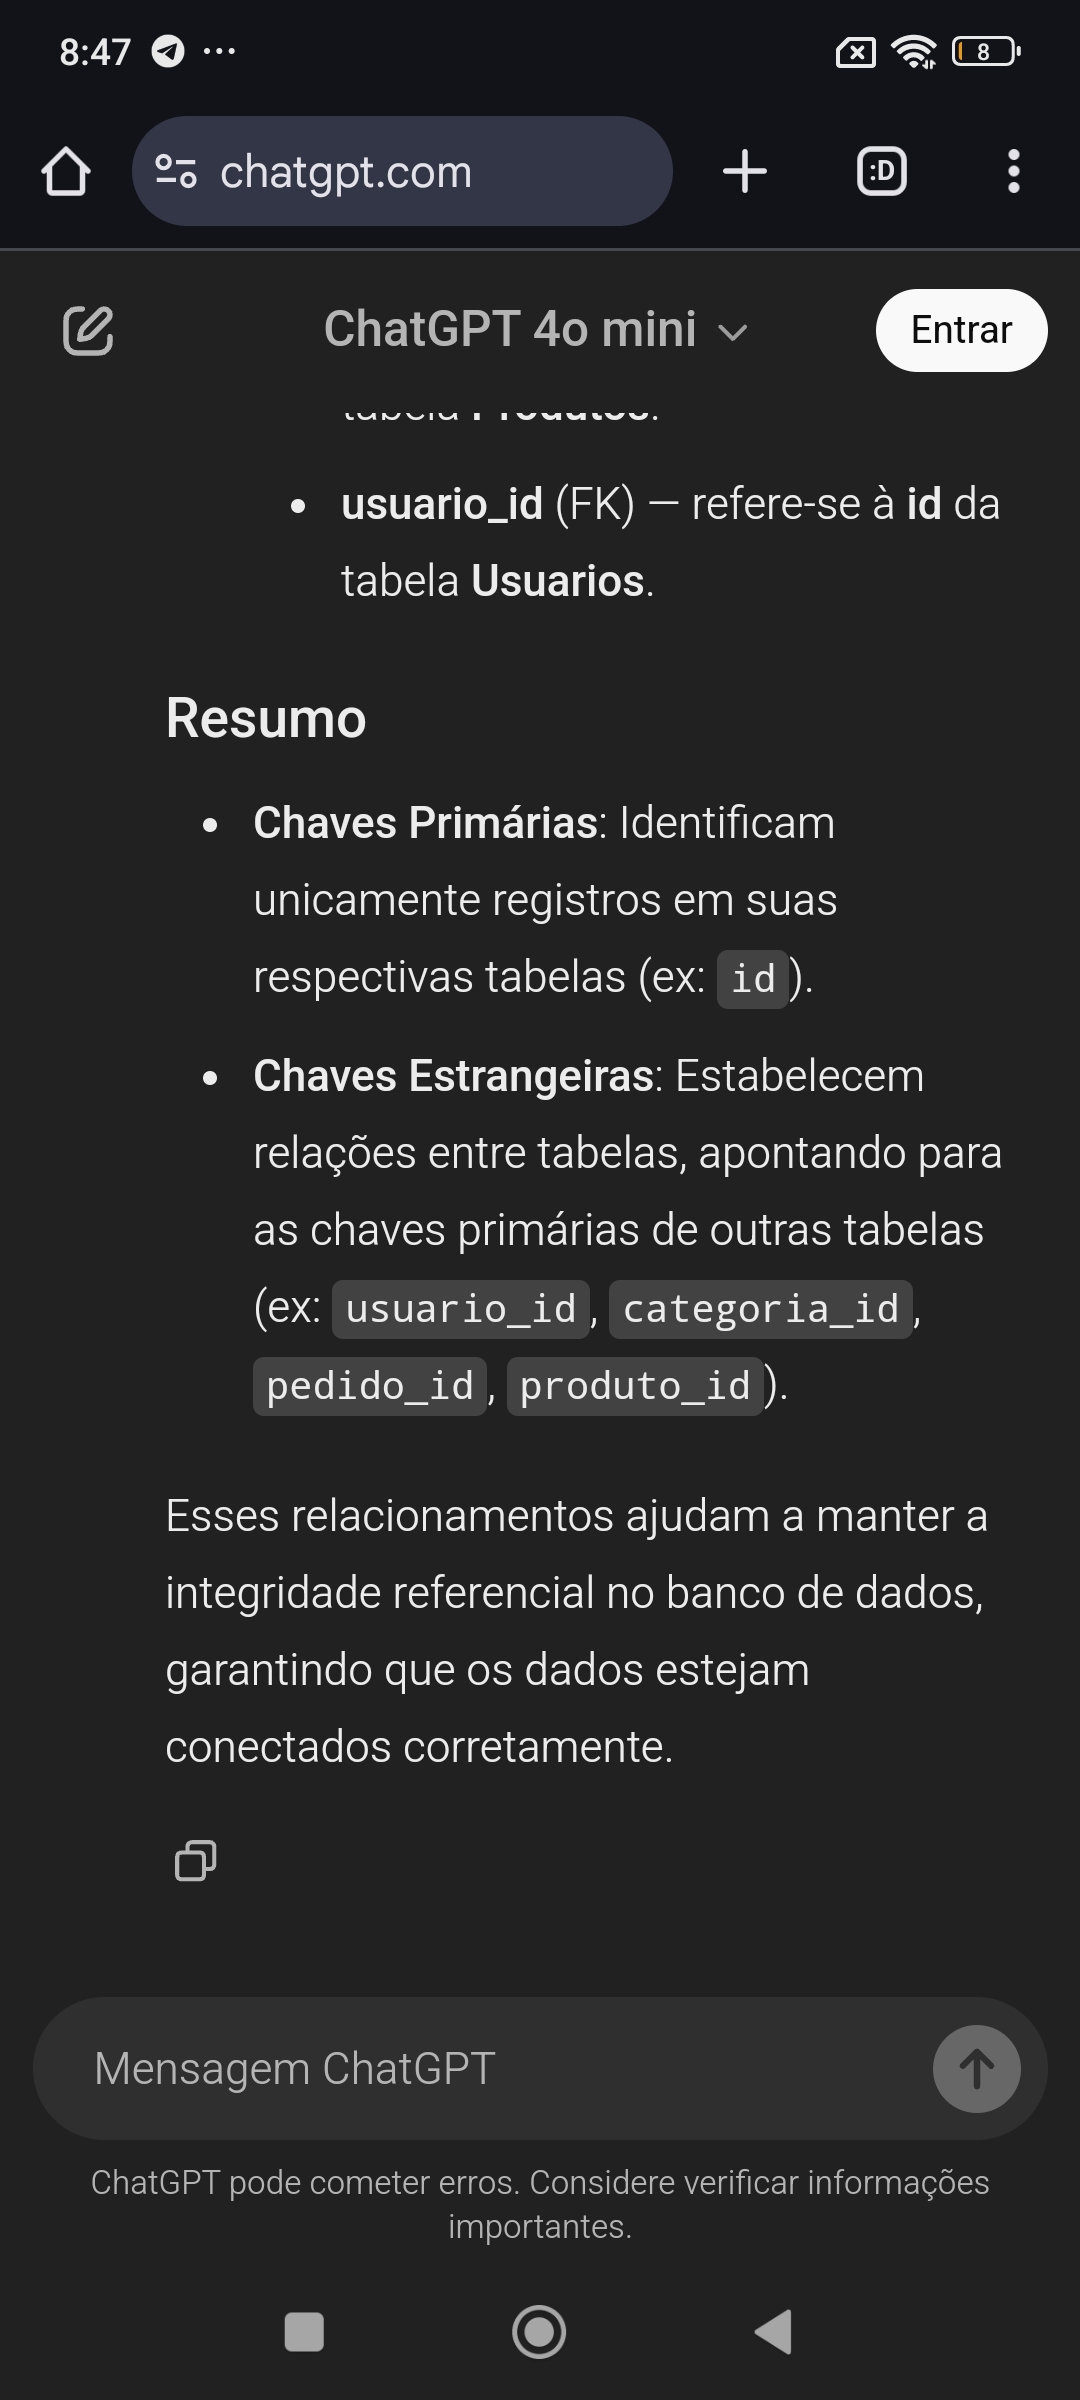 8:47
8
chatgpt.com
:D
ChatGPT 4o mini
Entrar
tabela Produtos.
usuario_id (FK) — refere-se à id da
tabela Usuarios.
Resumo
Chaves Primárias: Identificam
unicamente registros em suas
respectivas tabelas (ex: id).
Chaves Estrangeiras: Estabelecem
relações entre tabelas, apontando para
as chaves primárias de outras tabelas
(ex: usuario_id, categoria_id,
pedido_id, produto_id).
Esses relacionamentos ajudam a manter a
integridade referencial no banco de dados,
garantindo que os dados estejam
conectados corretamente.
Mensagem ChatGPT
ChatGPT pode cometer erros. Considere verificar informações
importantes.